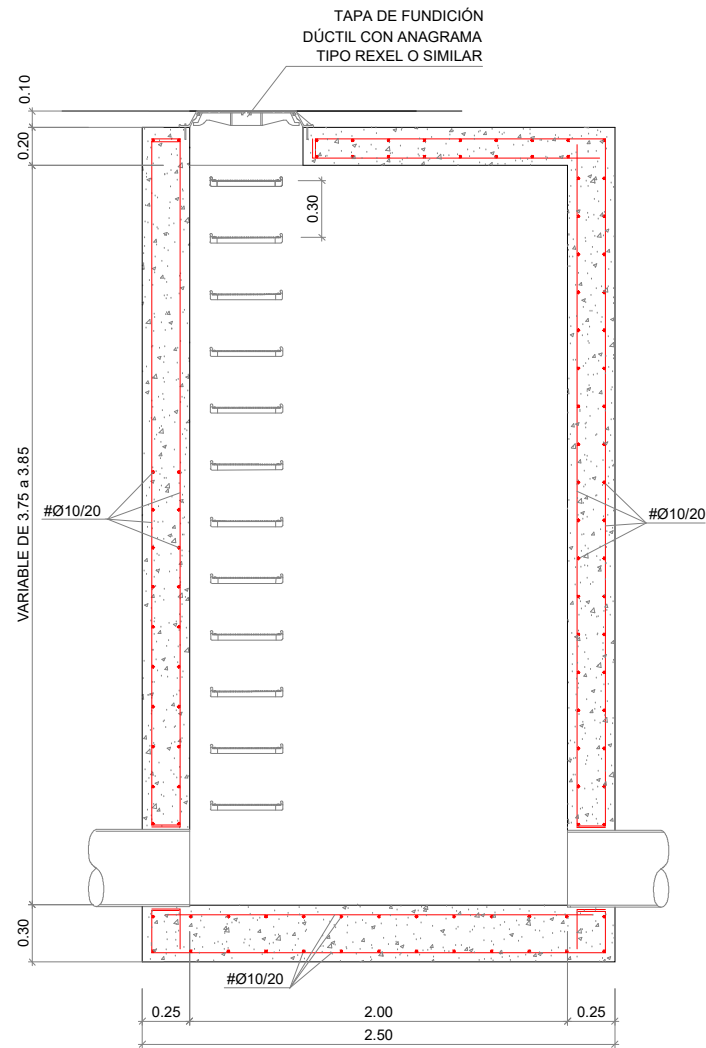 TAPA DE FUNDICIÓN
DÚCTIL CON ANAGRAMA
TIPO REXEL O SIMILAR
0.10
0.20
0.30
VARIABLE DE 3.75 a 3.85
#Ø10/20
#Ø10/20
0.30
#Ø10/20
0.25
2.00
0.25
2.50